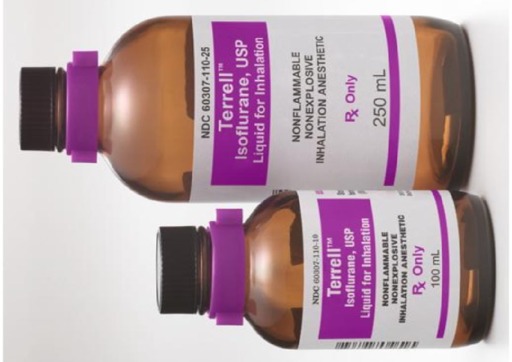 NDC 60307-110-25
Terrell™
Isoflurane, USP
Liquid for Inhalation
NONFLAMMABLE
NONEXPLOSIVE
INHALATION ANESTHETIC
Rx Only
250 mL
NDC 60307-110-10
Terrell™
Isoflurane, USP
Liquid for Inhalation
NONFLAMMABLE
NONEXPLOSIVE
INHALATION ANESTHETIC
Rx Only
100 mL